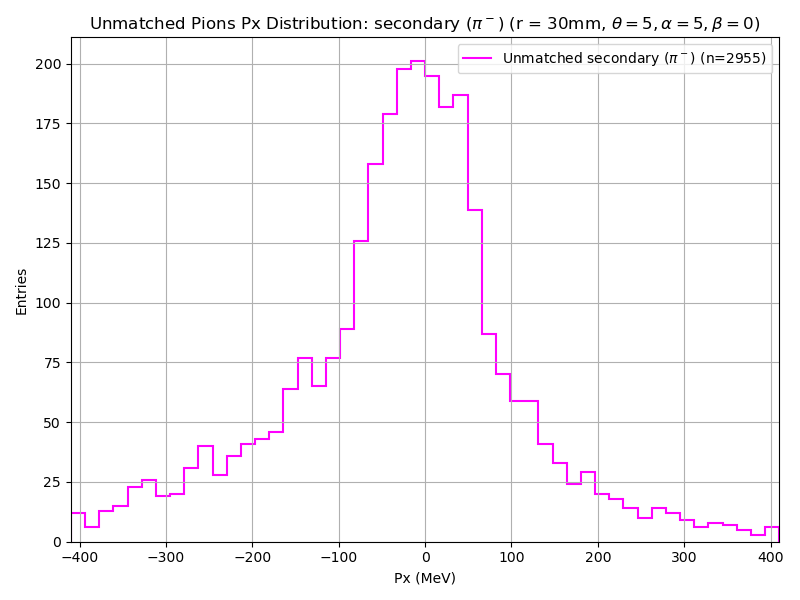 Unmatched Pions Px Distribution: secondary (π⁻) (r = 30mm, θ = 5, α = 5, β = 0)
Unmatched secondary (π⁻) (n=2955)
200
175
150
125
100
75
50
25
0
Entries
−400 −300 −200 −100 0 100 200 300 400
Px (MeV)